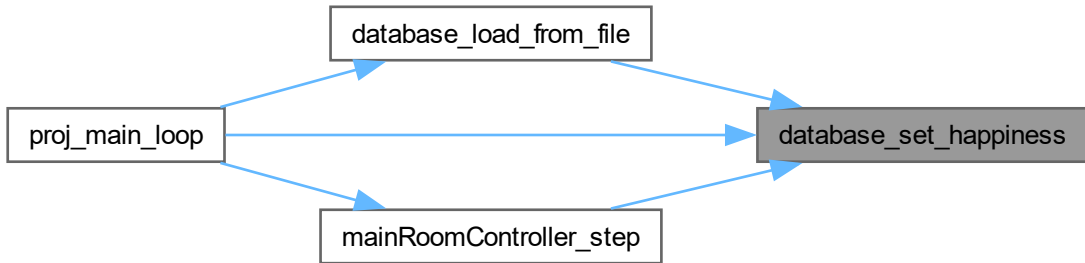 database_load_from_file
proj_main_loop
database_set_happiness
mainRoomController_step